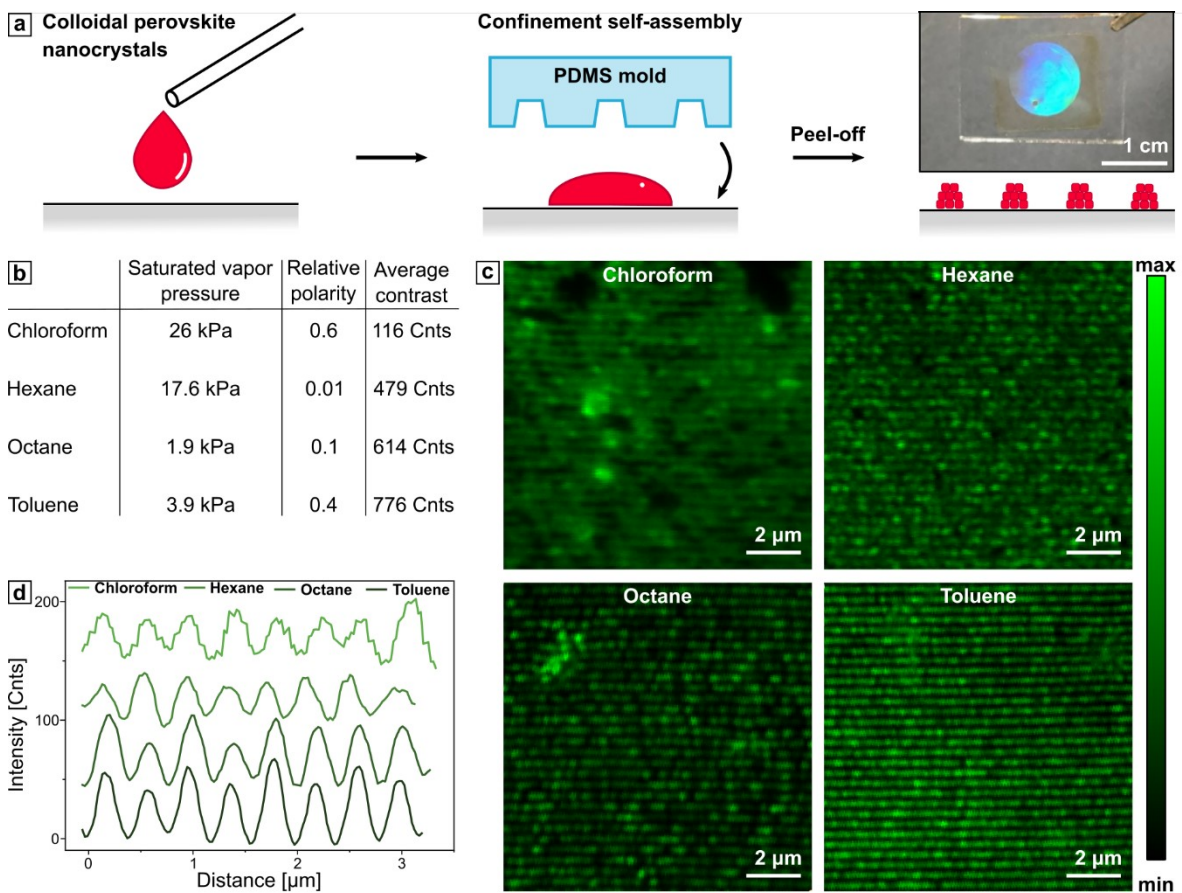 a
Colloidal perovskite
nanocrystals
Confinement self-assembly
PDMS mold
Peel-off
1 cm
b
Saturated vapor
pressure
Relative
polarity
Average
contrast
Chloroform 26 kPa 0.6 116 Cnts
Hexane 17.6 kPa 0.01 479 Cnts
Octane 1.9 kPa 0.1 614 Cnts
Toluene 3.9 kPa 0.4 776 Cnts
c
Chloroform
2 µm
Hexane
2 µm
Octane
2 µm
Toluene
2 µm
max
min
d
Chloroform Hexane Octane Toluene
200
100
0
Intensity [Cnts]
0 1 2 3
Distance [µm]